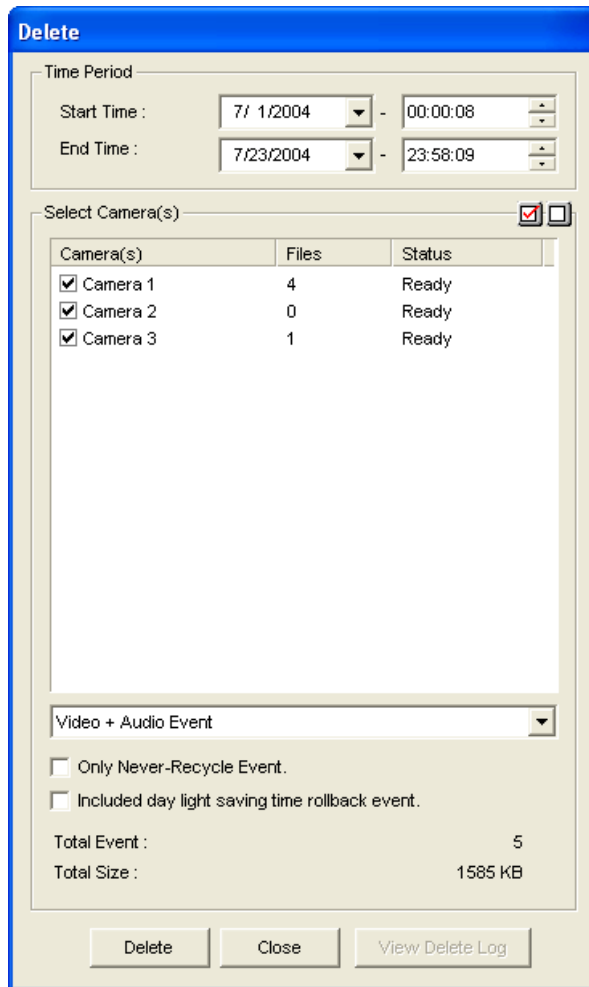 Delete
Time Period
Start Time : 7/ 1/2004 - 00:00:08
End Time : 7/23/2004 - 23:58:09
Select Camera(s)
Camera(s) Files Status
Camera 1 4 Ready
Camera 2 0 Ready
Camera 3 1 Ready
Video + Audio Event
Only Never-Recycle Event.
Included day light saving time rollback event.
Total Event : 5
Total Size : 1585 KB
Delete Close View Delete Log